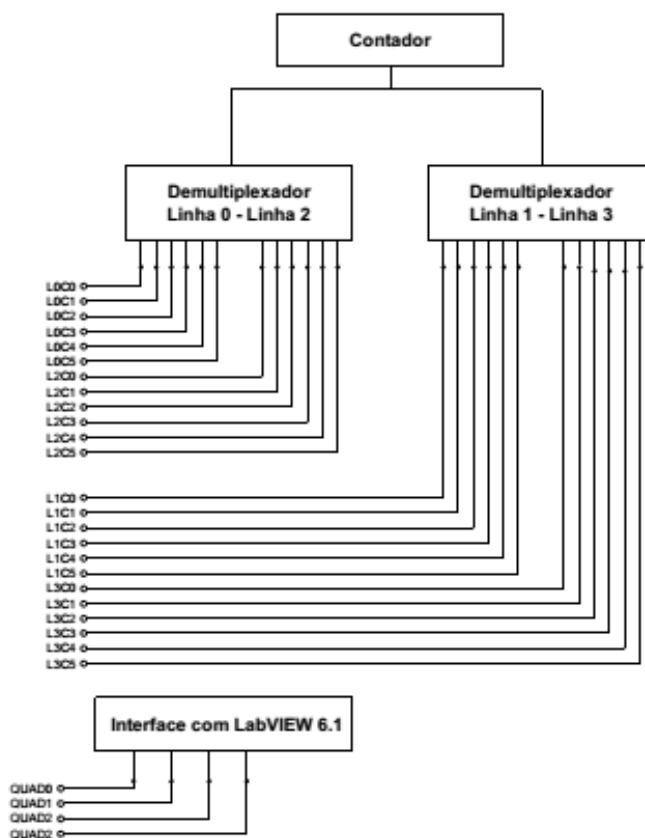 Contador
Demultiplexador
Linha 0 - Linha 2
Demultiplexador
Linha 1 - Linha 3
L0C0
L0C1
L0C2
L0C3
L0C4
L0C5
L2C0
L2C1
L2C2
L2C3
L2C4
L2C5
L1C0
L1C1
L1C2
L1C3
L1C4
L1C5
L3C0
L3C1
L3C2
L3C3
L3C4
L3C5
Interface com LabVIEW 6.1
QUAD0
QUAD1
QUAD2
QUAD2